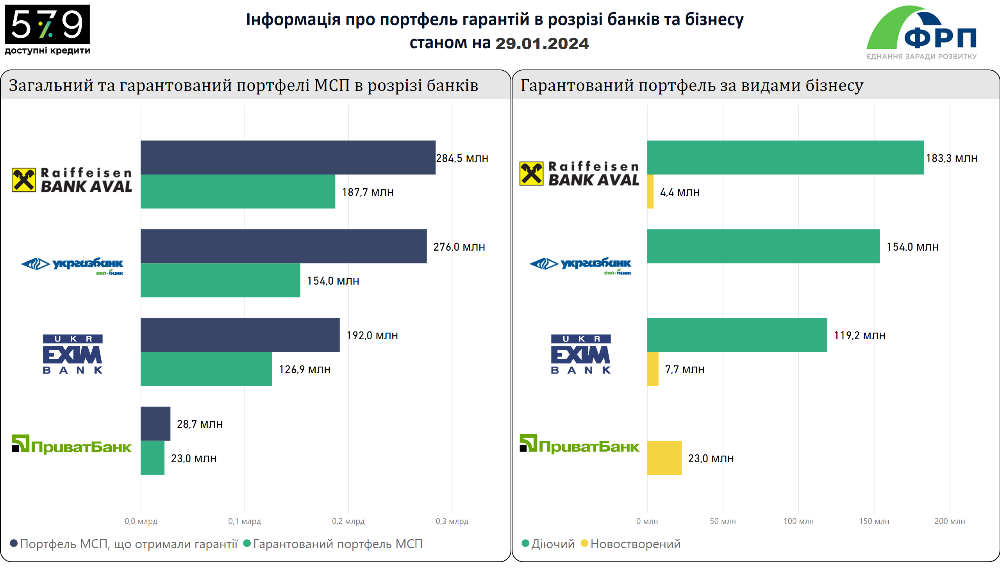 5%9
доступні кредити
Інформація про портфель гарантій в розрізі банків та бізнесу
станом на 29.01.2024
ФРП
ЄДНАННЯ ЗАРАДИ РОЗВИТКУ
Загальний та гарантований портфелі МСП в розрізі банків
Raiffeisen
BANK AVAL
284,5 млн
187,7 млн
укргазбанк
еко·банк
276,0 млн
154,0 млн
UKR
EXIM
BANK
192,0 млн
126,9 млн
ПриватБанк
28,7 млн
23,0 млн
0,0 млрд 0,1 млрд 0,2 млрд 0,3 млрд
Портфель МСП, що отримали гарантії Гарантований портфель МСП
Гарантований портфель за видами бізнесу
Raiffeisen
BANK AVAL
183,3 млн
4,4 млн
укргазбанк
еко·банк
154,0 млн
UKR
EXIM
BANK
119,2 млн
7,7 млн
ПриватБанк
23,0 млн
0 млн 50 млн 100 млн 150 млн 200 млн
Діючий Новостворений